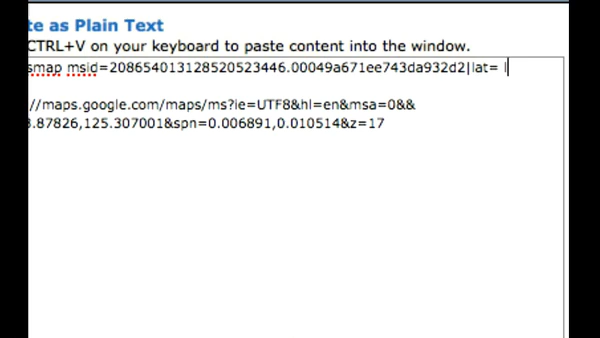 te as Plain Text
CTRL+V on your keyboard to paste content into the window.
smap msid=208654013128520523446.00049a671ee743da932d2|lat= l
//maps.google.com/maps/ms?ie=UTF8&hl=en&msa=0&&
3.87826,125.307001&spn=0.006891,0.010514&z=17